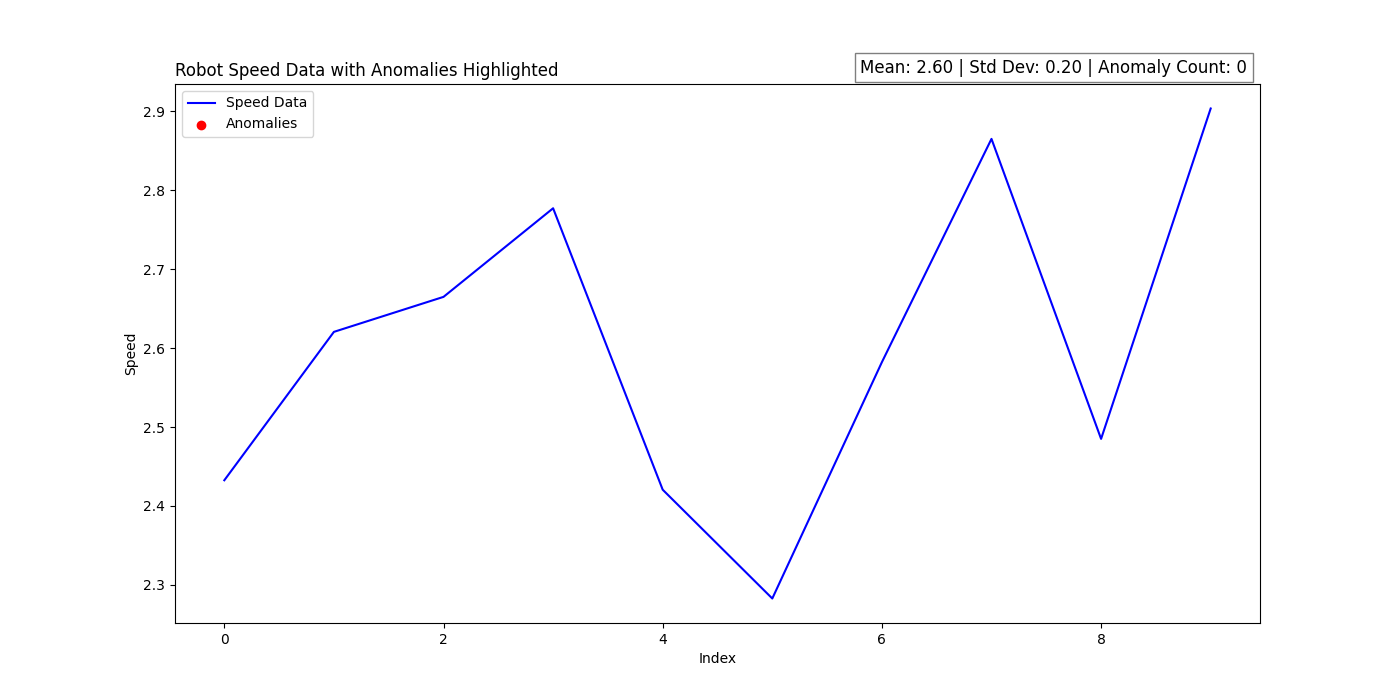 Robot Speed Data with Anomalies Highlighted
Mean: 2.60 | Std Dev: 0.20 | Anomaly Count: 0
Speed Data
Anomalies
2.9
2.8
2.7
2.6
2.5
2.4
2.3
Speed
0 2 4 6 8
Index